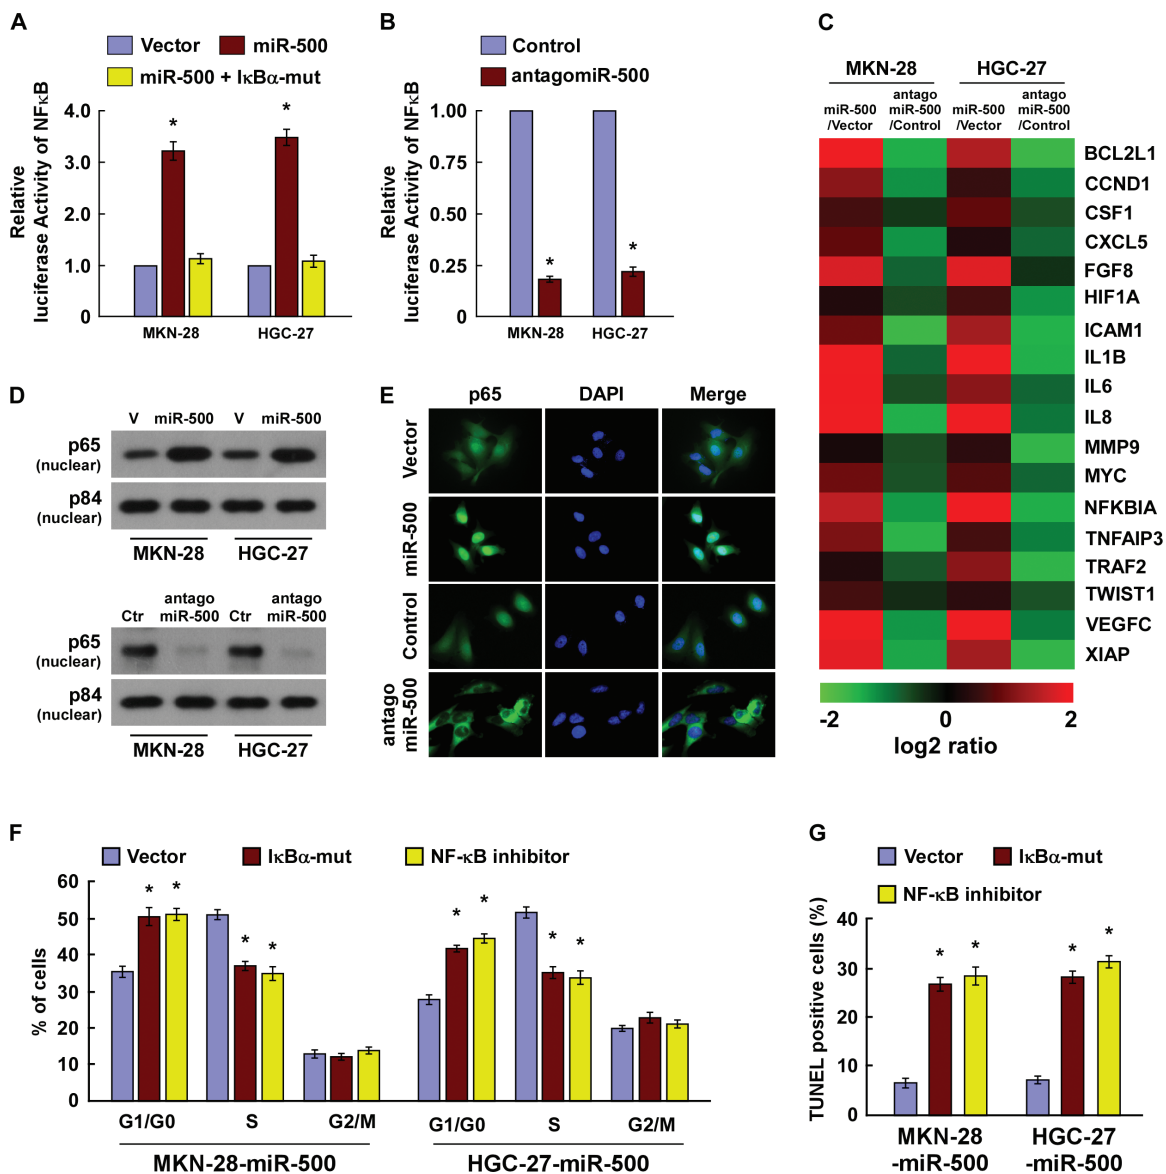 A
Vector
miR-500
miR-500 + IκBα-mut
Relative
luciferase Activity of NFκB
4.0
3.0
2.0
1.0
0
*
*
MKN-28
HGC-27
B
Control
antagomiR-500
Relative
luciferase Activity of NFκB
1.00
0.75
0.50
0.25
0
*
*
MKN-28
HGC-27
C
MKN-28
HGC-27
miR-500
/Vector
antago
miR-500
/Control
miR-500
/Vector
antago
miR-500
/Control
BCL2L1
CCND1
CSF1
CXCL5
FGF8
HIF1A
ICAM1
IL1B
IL6
IL8
MMP9
MYC
NFKBIA
TNFAIP3
TRAF2
TWIST1
VEGFC
XIAP
-2
0
2
log2 ratio
D
V miR-500 V miR-500
p65
(nuclear)
p84
(nuclear)
MKN-28
HGC-27
Ctr
antago
miR-500
Ctr
antago
miR-500
p65
(nuclear)
p84
(nuclear)
MKN-28
HGC-27
E
p65
DAPI
Merge
Vector
miR-500
Control
antago
miR-500
F
Vector
IκBα-mut
NF-κB inhibitor
% of cells
60
50
40
30
20
10
0
* *
* *
* *
* *
G1/G0
S
G2/M
G1/G0
S
G2/M
MKN-28-miR-500
HGC-27-miR-500
G
Vector
IκBα-mut
NF-κB inhibitor
TUNEL positive cells (%)
40
30
20
10
0
* *
* *
MKN-28
-miR-500
HGC-27
-miR-500